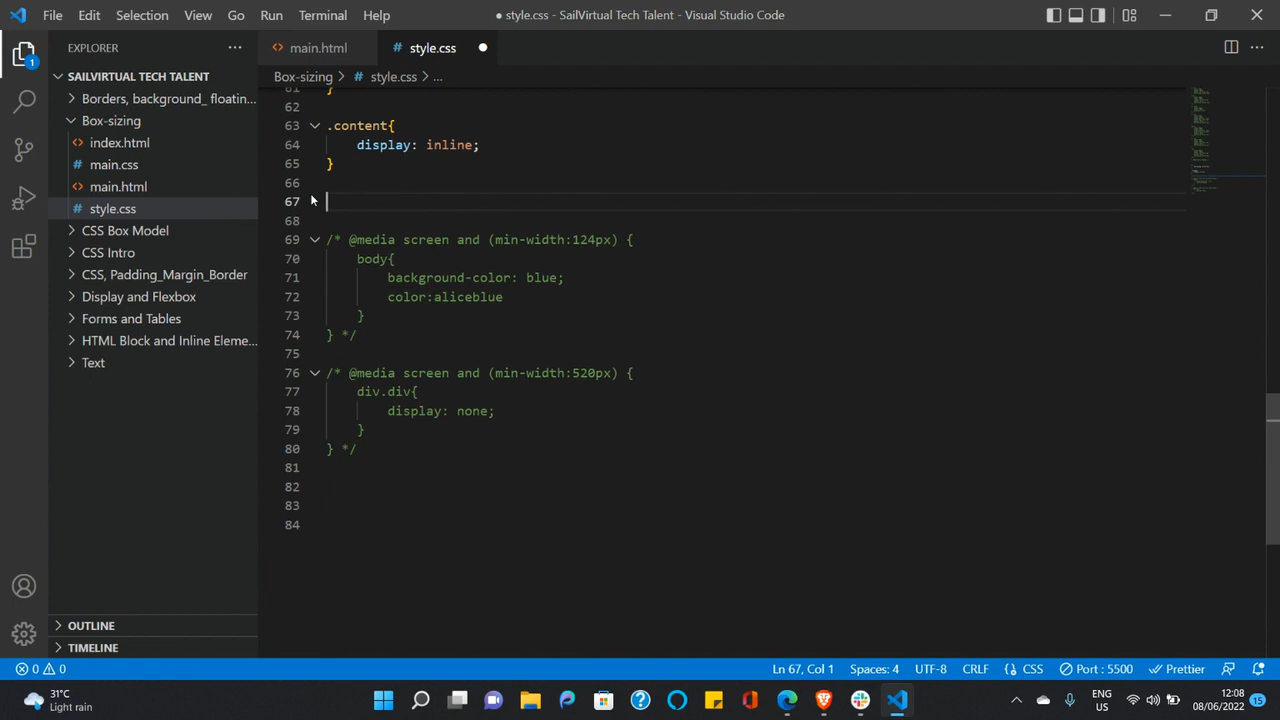 File Edit Selection View Go Run Terminal Help
● style.css - SailVirtual Tech Talent - Visual Studio Code
EXPLORER
SAILVIRTUAL TECH TALENT
Borders, background_ floatin...
Box-sizing
index.html
main.css
main.html
style.css
CSS Box Model
CSS Intro
CSS, Padding_Margin_Border
Display and Flexbox
Forms and Tables
HTML Block and Inline Eleme...
Text
OUTLINE
TIMELINE
1
<> main.html
# style.css
Box-sizing > # style.css > ...
61 }
62
63 .content{
64 display: inline;
65 }
66
67
68
69 /* @media screen and (min-width:124px) {
70 body{
71 background-color: blue;
72 color:aliceblue
73 }
74 } */
75
76 /* @media screen and (min-width:520px) {
77 div.div{
78 display: none;
79 }
80 } */
81
82
83
84
0 0
Ln 67, Col 1 Spaces: 4 UTF-8 CRLF {} CSS Port : 5500 Prettier
31°C
Light rain
ENG
US
12:08
08/06/2022
15